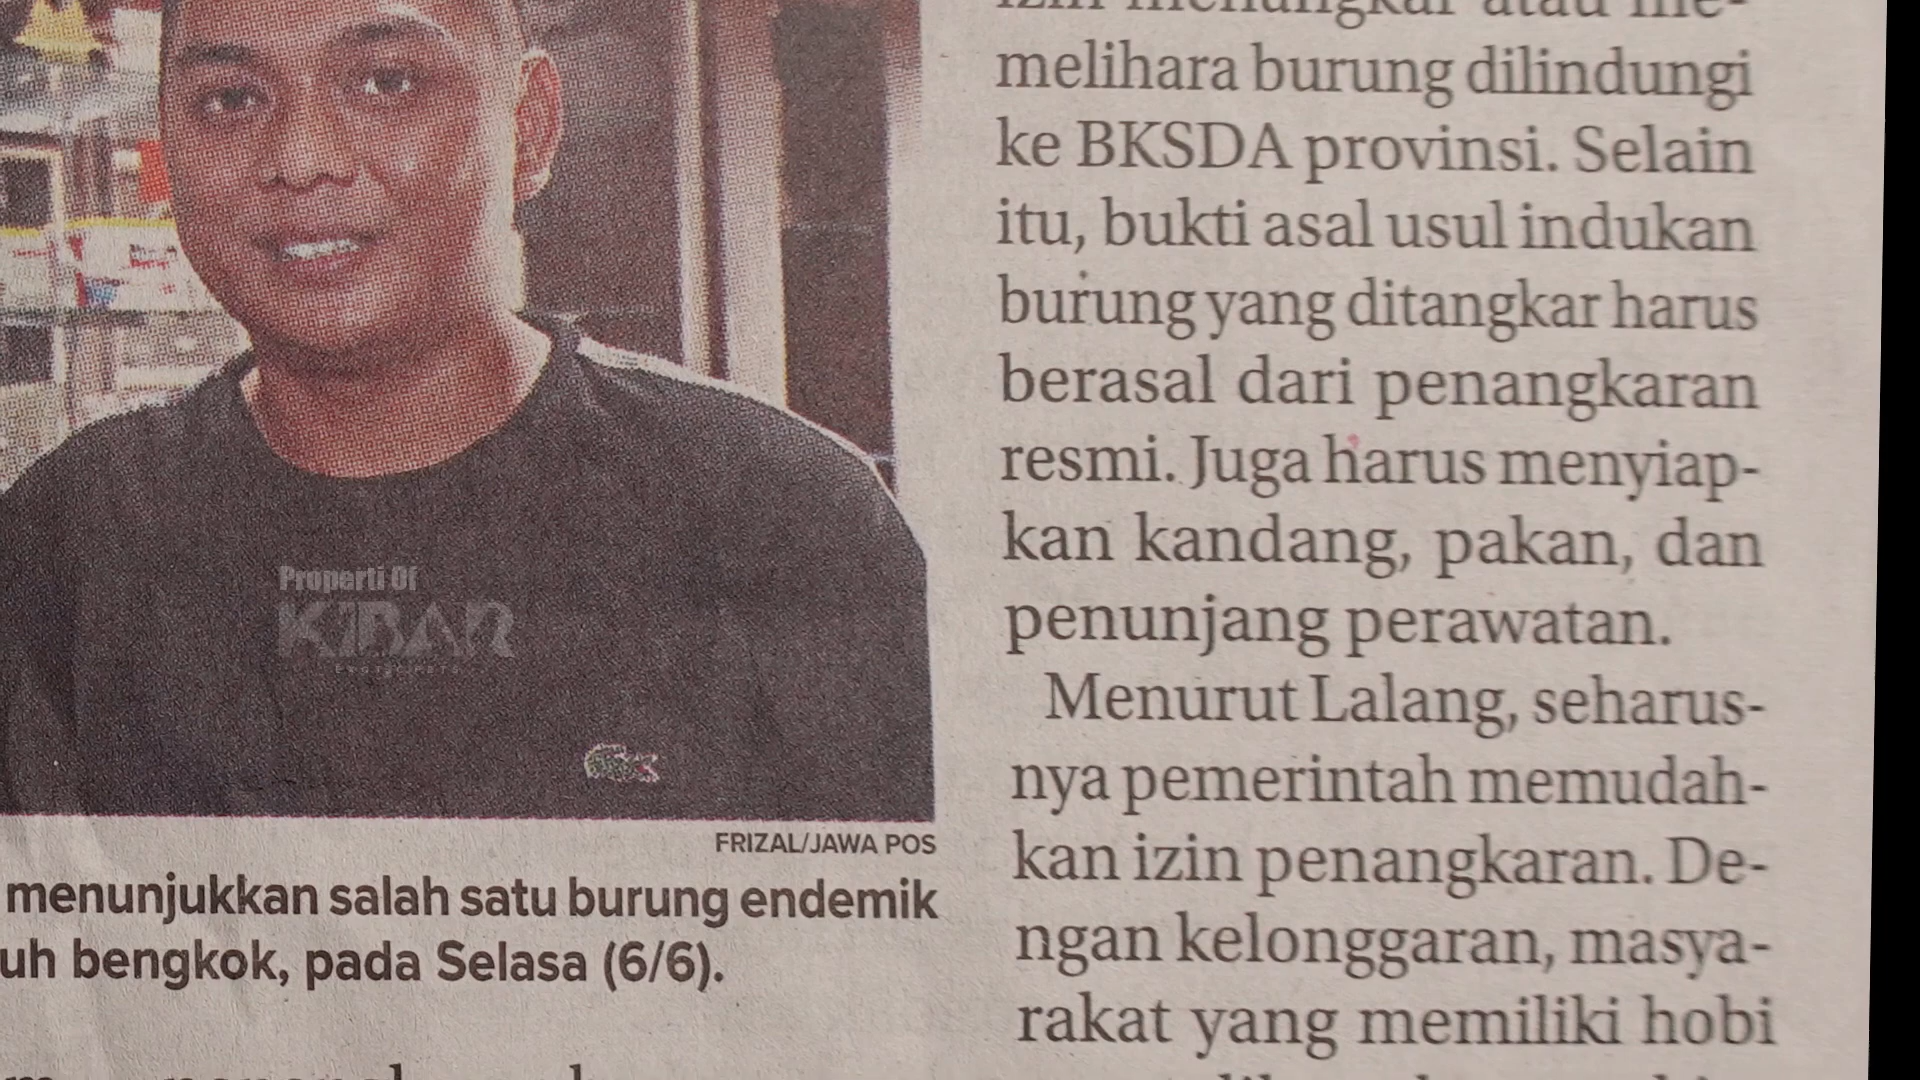 melihara burung dilindungi
ke BKSDA provinsi. Selain
itu, bukti asal usul indukan
burung yang ditangkar harus
berasal dari penangkaran
resmi. Juga harus menyiap-
kan kandang, pakan, dan
penunjang perawatan.
Menurut Lalang, seharus-
nya pemerintah memudah-
kan izin penangkaran. De-
ngan kelonggaran, masya-
rakat yang memiliki hobi
Properti Of
KIBAR
FRIZAL/JAWA POS
menunjukkan salah satu burung endemik
uh bengkok, pada Selasa (6/6).